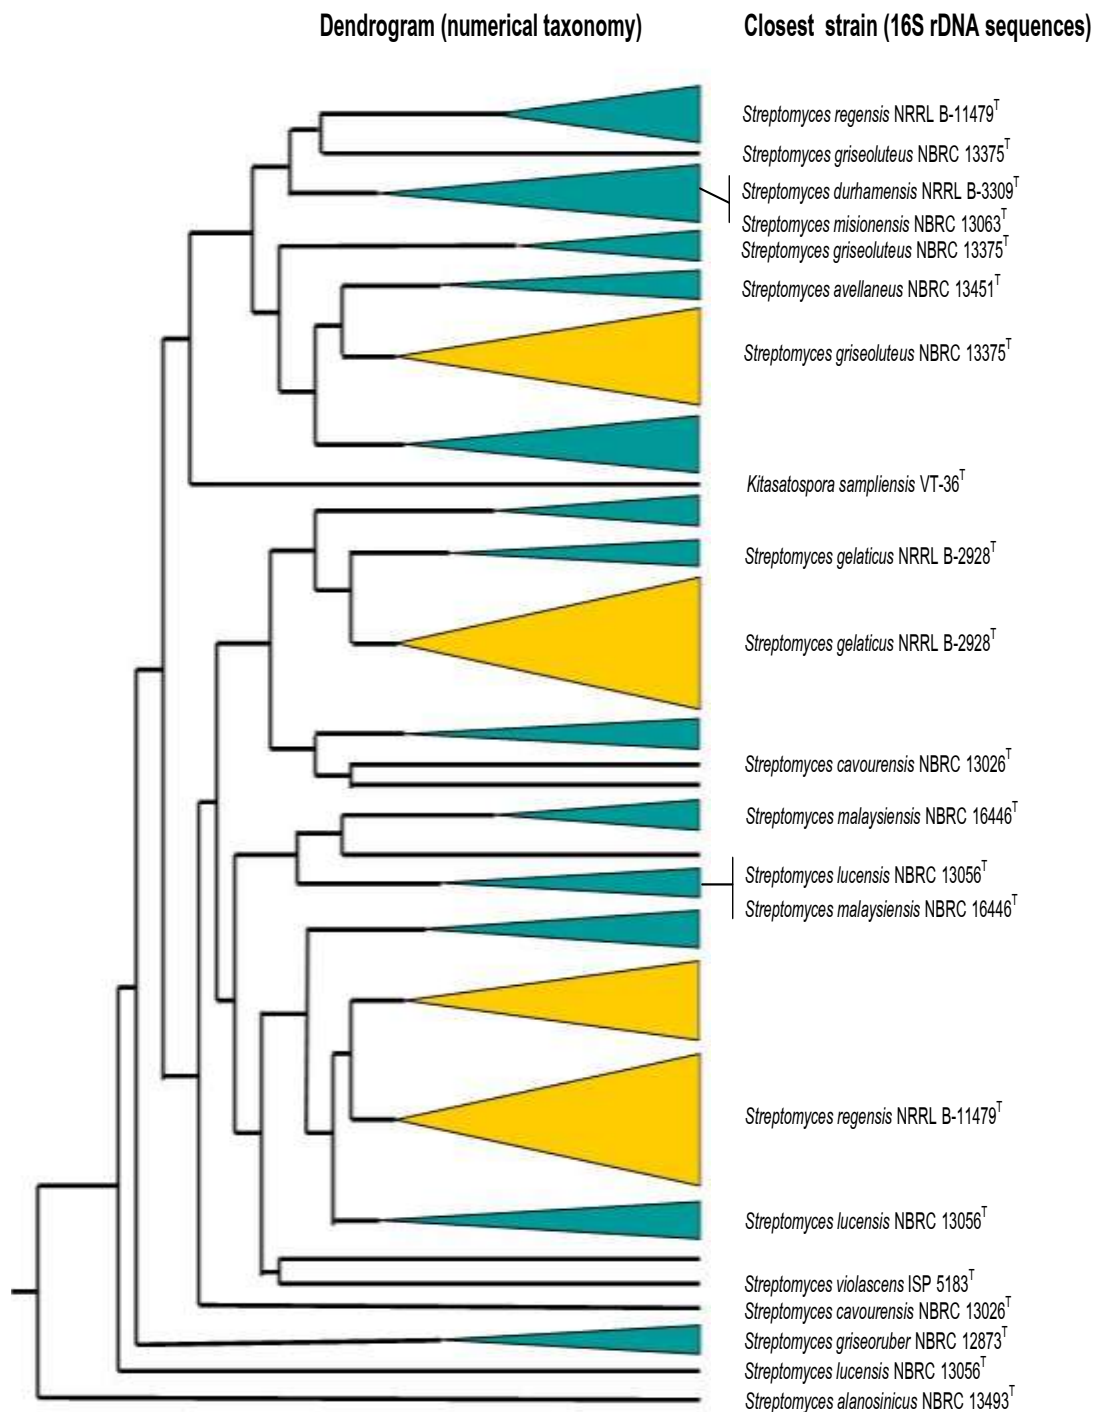 Dendrogram (numerical taxonomy) Closest strain (16S rDNA sequences)
Streptomyces regensis NRRL B-11479T
Streptomyces griseoluteus NBRC 13375T
Streptomyces durhamensis NRRL B-3309T
Streptomyces misionensis NBRC 13063T
Streptomyces griseoluteus NBRC 13375T
Streptomyces avellaneus NBRC 13451T
Streptomyces griseoluteus NBRC 13375T
Kitasatospora sampliensis VT-36T
Streptomyces gelaticus NRRL B-2928T
Streptomyces gelaticus NRRL B-2928T
Streptomyces cavourensis NBRC 13026T
Streptomyces malaysiensis NBRC 16446T
Streptomyces lucensis NBRC 13056T
Streptomyces malaysiensis NBRC 16446T
Streptomyces regensis NRRL B-11479T
Streptomyces lucensis NBRC 13056T
Streptomyces violascens ISP 5183T
Streptomyces cavourensis NBRC 13026T
Streptomyces griseoruber NBRC 12873T
Streptomyces lucensis NBRC 13056T
Streptomyces alanosinicus NBRC 13493T